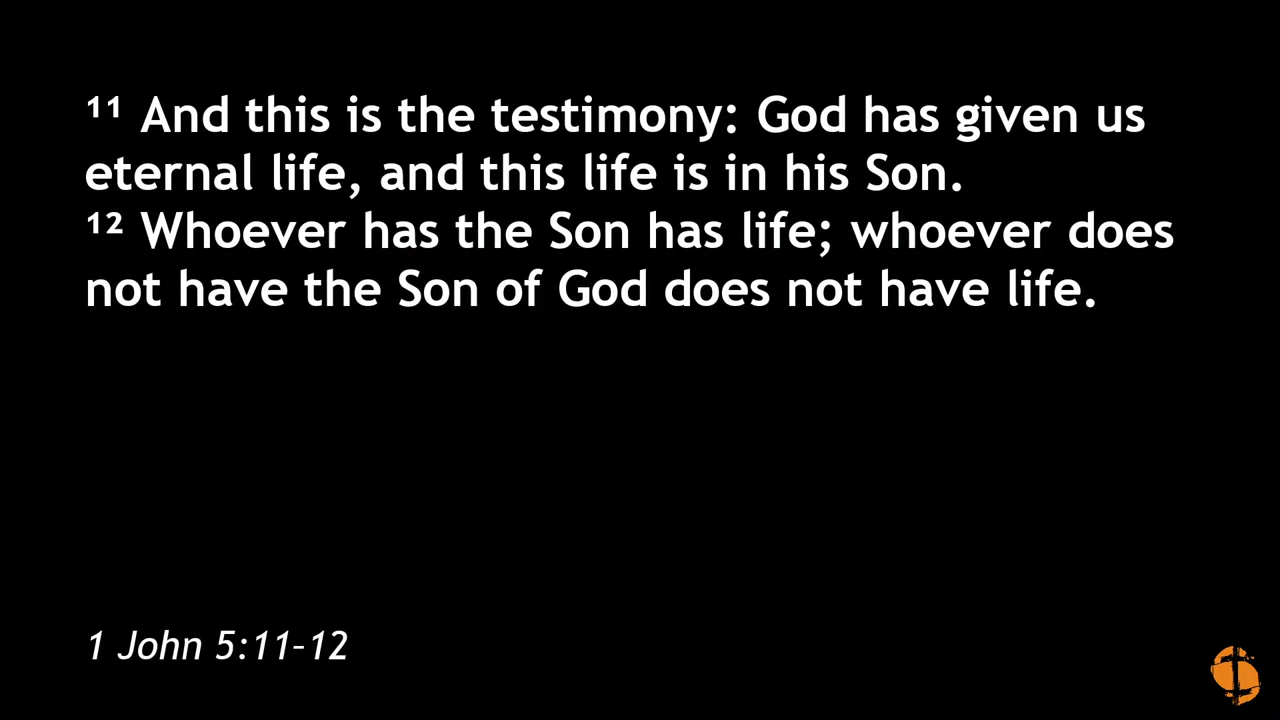 ¹¹ And this is the testimony: God has given us
eternal life, and this life is in his Son.
¹² Whoever has the Son has life; whoever does
not have the Son of God does not have life.
1 John 5:11–12